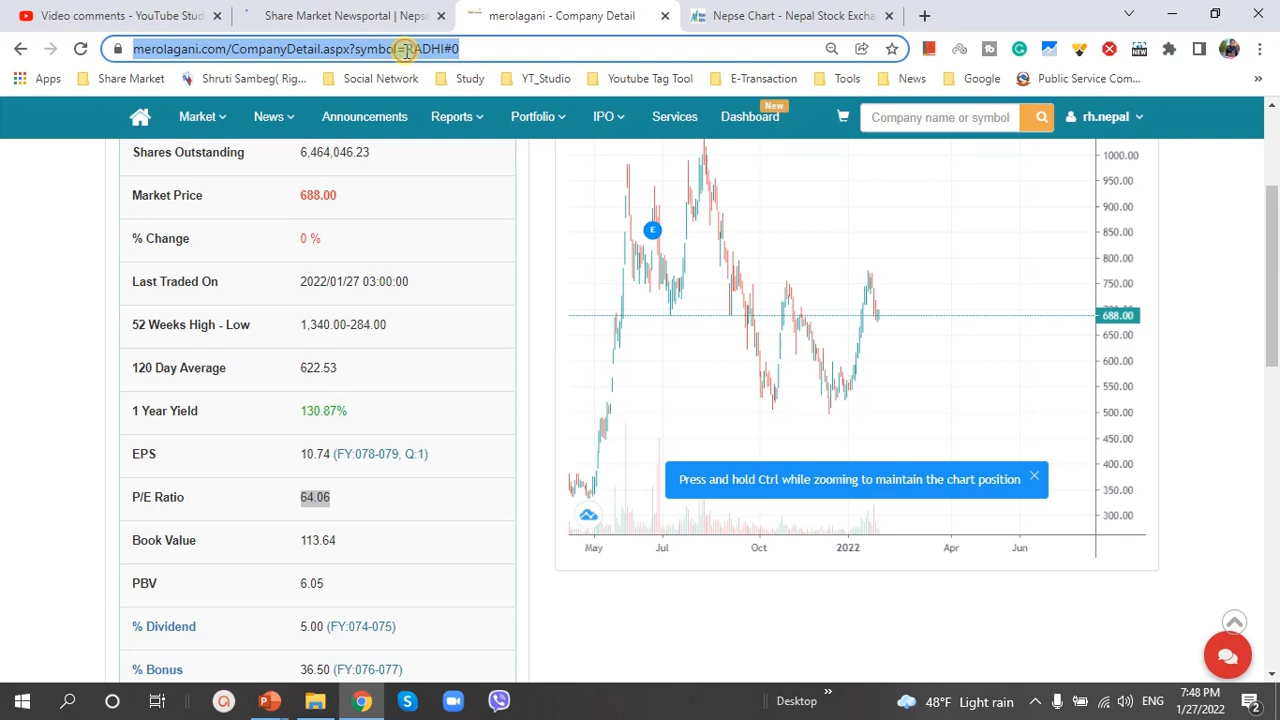 Video comments - YouTube Stud
Share Market Newsportal | Nepa
merolagani - Company Detail
Nepse Chart - Nepal Stock Excha
merolagani.com/CompanyDetail.aspx?symbol=RADHI#0
Apps
Share Market
Shruti Sambeg( Rig...
Social Network
Study
YT_Studio
Youtube Tag Tool
E-Transaction
Tools
News
Google
Public Service Com...
New
Market
News
Announcements
Reports
Portfolio
IPO
Services
Dashboard
Company name or symbol
rh.nepal
Shares Outstanding 6,464,046.23
Market Price 688.00
% Change 0 %
Last Traded On 2022/01/27 03:00:00
52 Weeks High - Low 1,340.00-284.00
120 Day Average 622.53
1 Year Yield 130.87%
EPS 10.74 (FY:078-079, Q:1)
P/E Ratio 64.06
Book Value 113.64
PBV 6.05
% Dividend 5.00 (FY:074-075)
% Bonus 36.50 (FY:076-077)
1000.00
950.00
900.00
850.00
800.00
750.00
688.00
650.00
600.00
550.00
500.00
450.00
400.00
350.00
300.00
E
Press and hold Ctrl while zooming to maintain the chart position
May Jul Oct 2022 Apr Jun
Desktop
48°F Light rain
ENG
7:48 PM
1/27/2022
2